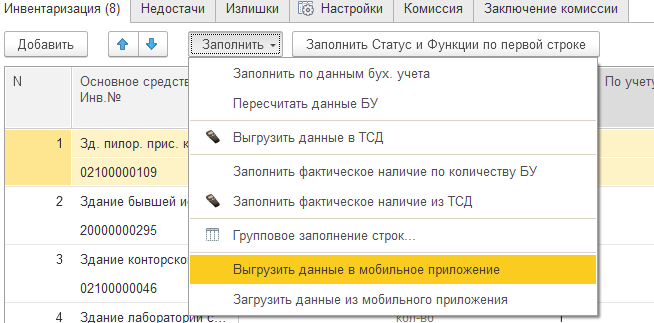 Инвентаризация (8) Недостачи Излишки Настройки Комиссия Заключение комиссии
Добавить Заполнить Заполнить Статус и Функции по первой строке
N Основное средств По учету
Инв.№
Заполнить по данным бух. учета
Пересчитать данные БУ
1 Зд. пилор. прис. к
Выгрузить данные в ТСД
02100000109
Заполнить фактическое наличие по количеству БУ
2 Здание бывшей
Заполнить фактическое наличие из ТСД
20000000295
Групповое заполнение строк...
3 Здание конторско
Выгрузить данные в мобильное приложение
02100000046
Загрузить данные из мобильного приложения
4 Здание лаборатории с кол-во 1